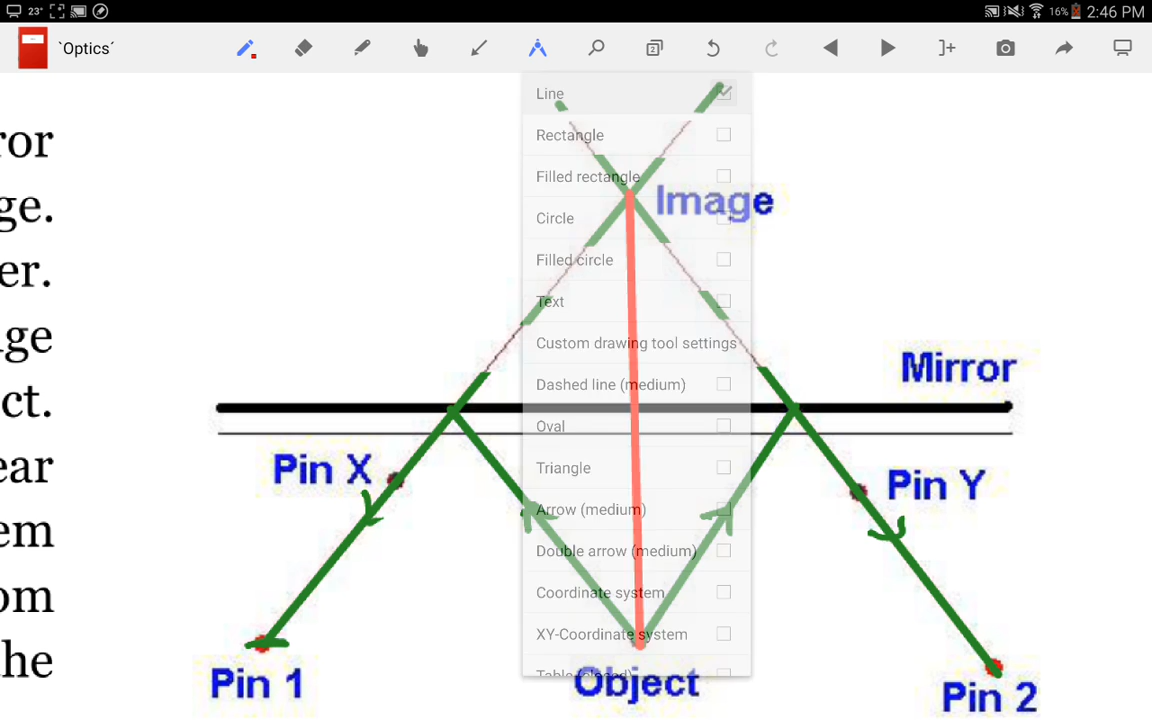 23° 16% 2:46 PM
`Optics´
2
ror
ge.
er.
ge
ct.
ear
em
om
he
Line
Rectangle
Filled rectangle
Circle
Filled circle
Text
Custom drawing tool settings
Dashed line (medium)
Oval
Triangle
Arrow (medium)
Double arrow (medium)
Coordinate system
XY-Coordinate system
Image
Mirror
Pin X
Pin Y
Pin 1
Object
Pin 2